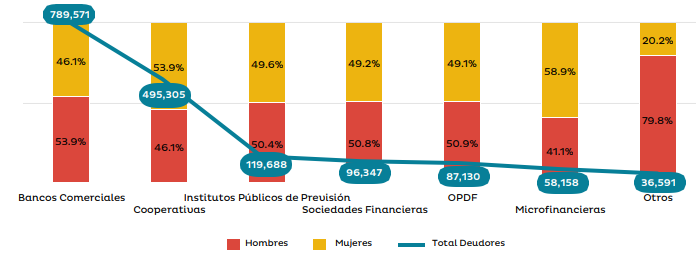 789,571
46.1%
53.9%
49.6%
49.2%
49.1%
58.9%
20.2%
495,305
53.9%
46.1%
50.4%
50.8%
50.9%
41.1%
79.8%
119,688
96,347
87,130
58,158
36,591
Bancos Comerciales
Cooperativas
Institutos Públicos de Previsión
Sociedades Financieras
OPDF
Microfinancieras
Otros
Hombres
Mujeres
Total Deudores